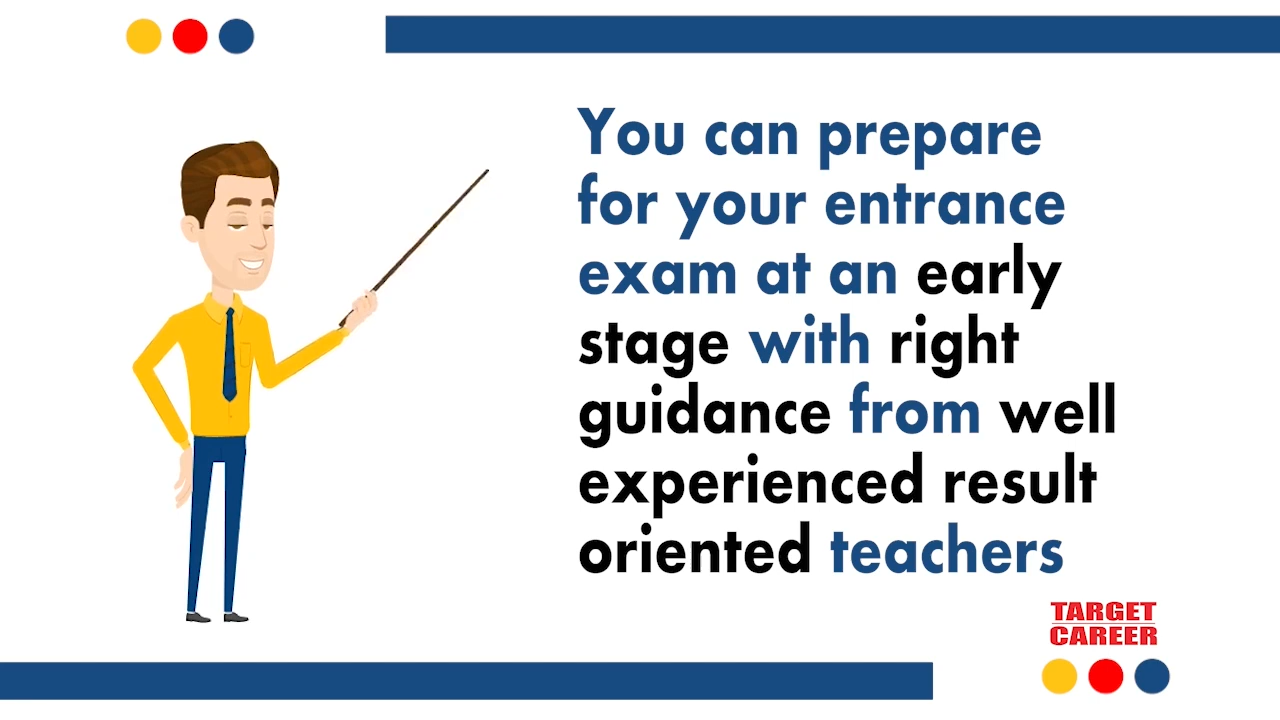 You can prepare
for your entrance
exam at an early
stage with right
guidance from well
experienced result
oriented teachers
TARGET
CAREER